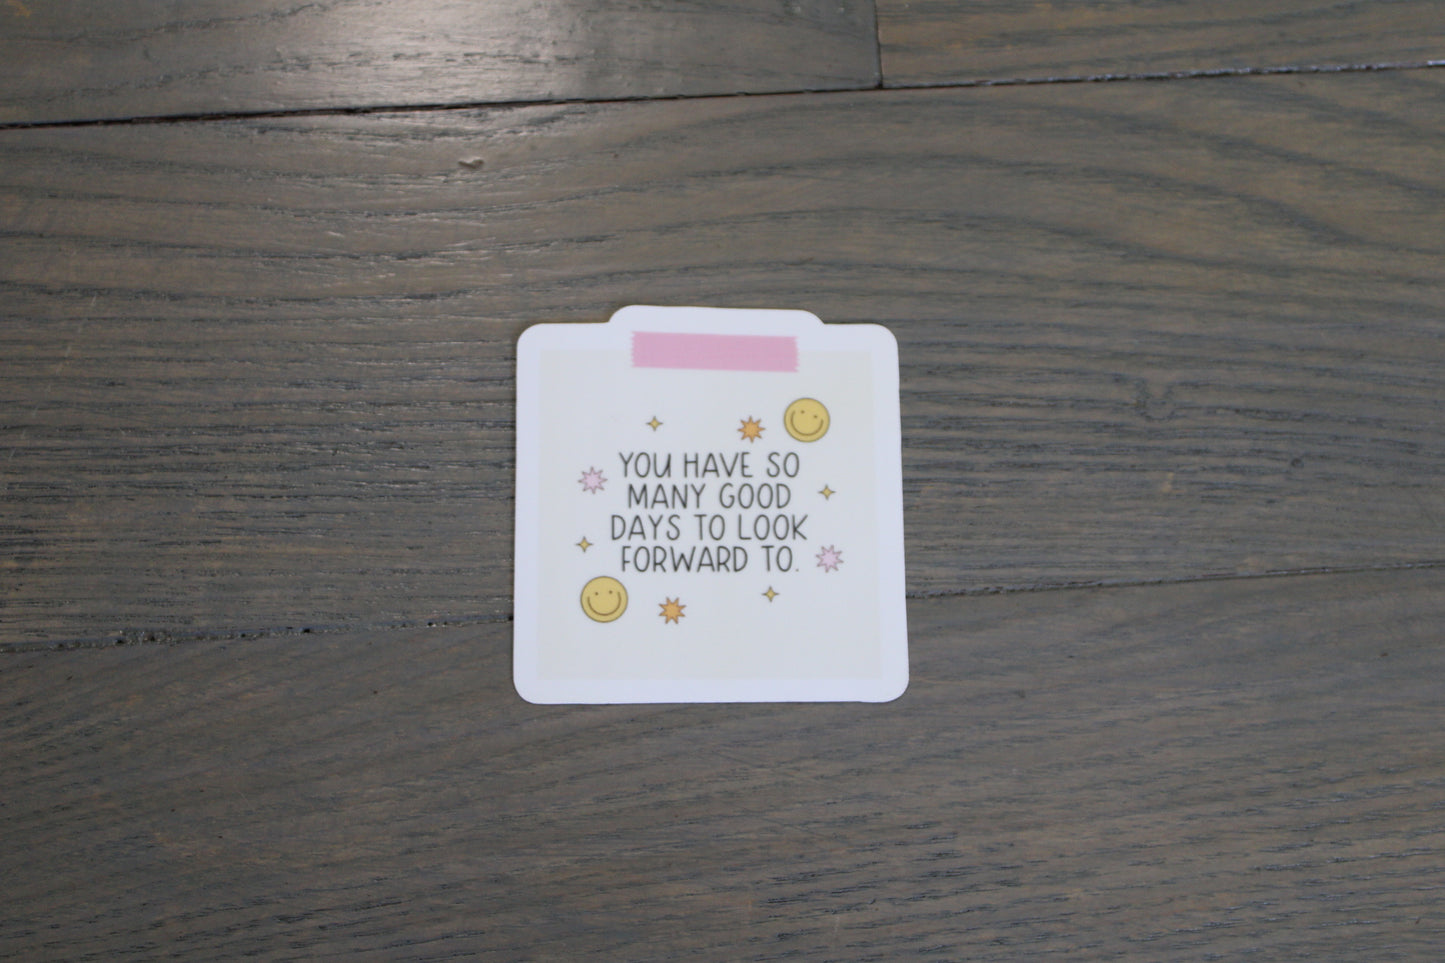 YOU HAVE SO
MANY GOOD
DAYS TO LOOK
FORWARD TO.